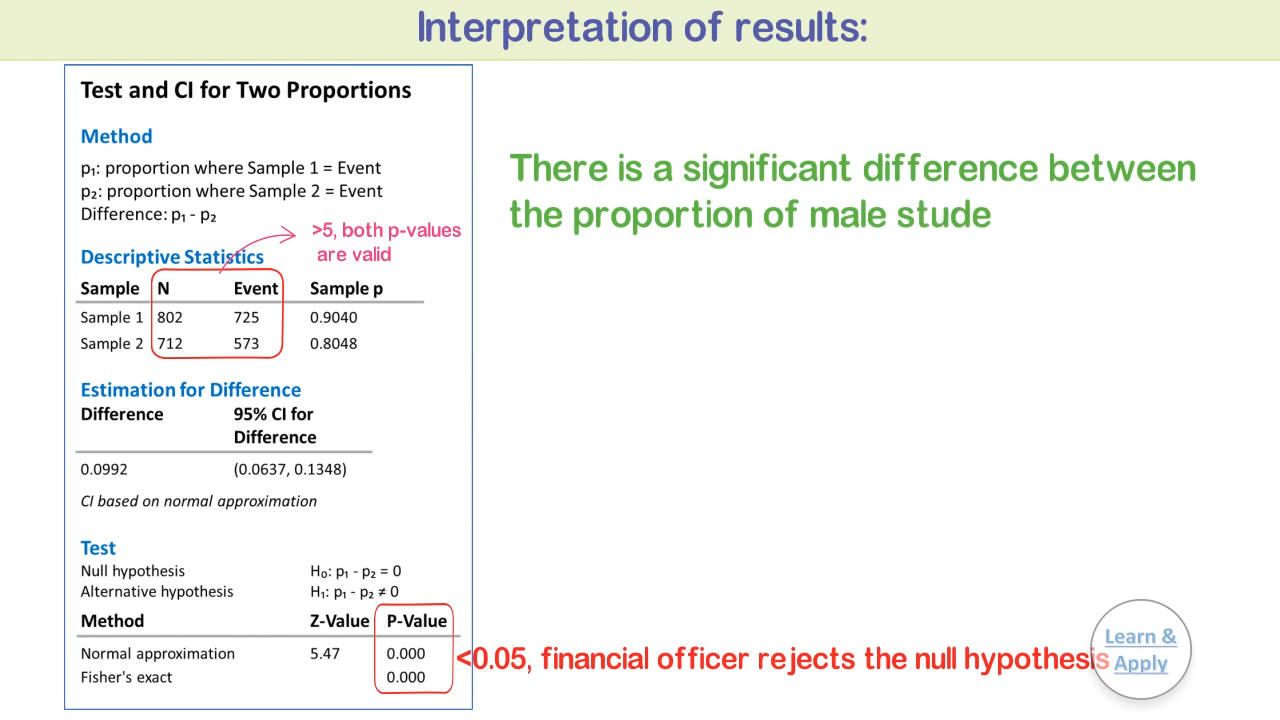 Interpretation of results:
Test and CI for Two Proportions
Method
p₁: proportion where Sample 1 = Event
p₂: proportion where Sample 2 = Event
Difference: p₁ - p₂
>5, both p-values
are valid
Descriptive Statistics
Sample N Event Sample p
Sample 1 802 725 0.9040
Sample 2 712 573 0.8048
Estimation for Difference
Difference 95% CI for
Difference
0.0992 (0.0637, 0.1348)
CI based on normal approximation
Test
Null hypothesis H₀: p₁ - p₂ = 0
Alternative hypothesis H₁: p₁ - p₂ ≠ 0
Method Z-Value P-Value
Normal approximation 5.47 0.000
Fisher's exact 0.000
<0.05, financial officer rejects the null hypothesis
There is a significant difference between
the proportion of male stude
Learn &
Apply